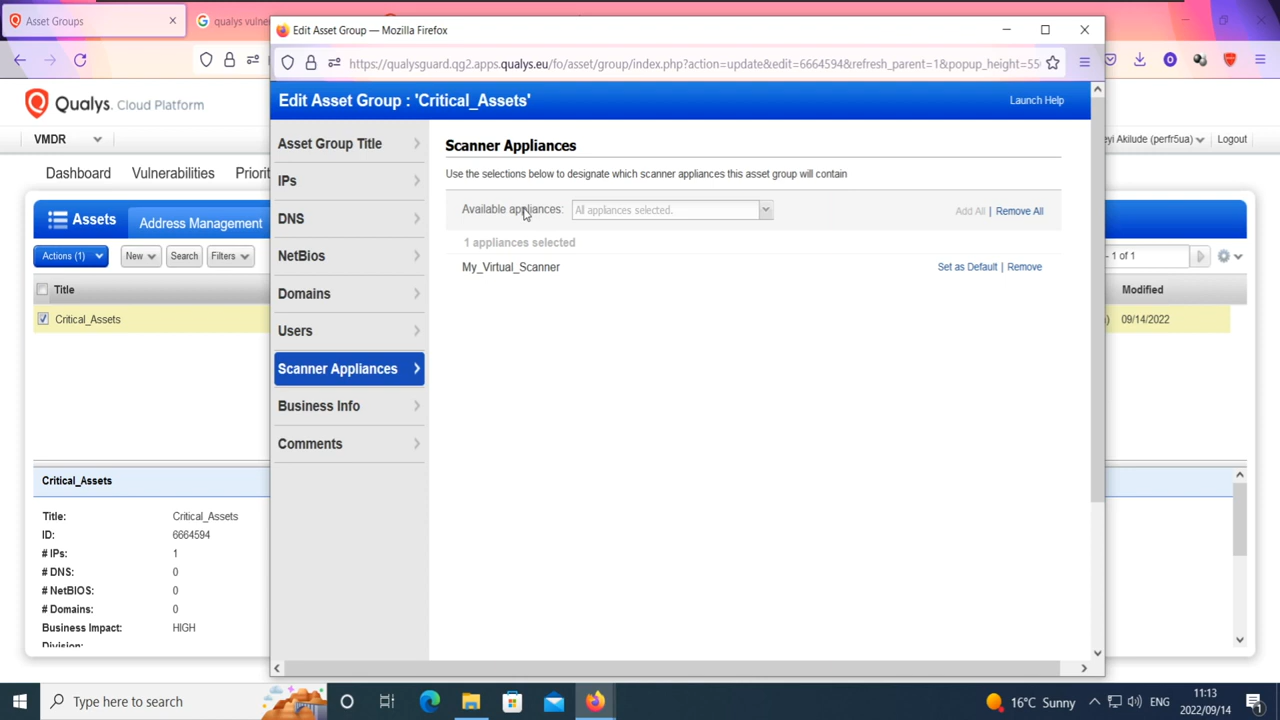 Asset Groups
qualys vulne
Edit Asset Group — Mozilla Firefox
https://qualysguard.qg2.apps.qualys.eu/asset/group/index.php?action=update&edit=6664594&refresh_parent=1&popup_height=55
Qualys. Cloud Platform
Edit Asset Group : 'Critical_Assets'
Launch Help
VMDR
Akilude (perfr5ua)
Logout
Asset Group Title
Scanner Appliances
Use the selections below to designate which scanner appliances this asset group will contain
Dashboard
Vulnerabilities
Priorit
IPs
Available appliances:
All appliances selected.
Add All | Remove All
Assets
Address Management
DNS
1 appliances selected
Actions (1)
New
Search
Filters
NetBios
My_Virtual_Scanner
Set as Default | Remove
- 1 of 1
Title
Domains
Modified
Critical_Assets
Users
09/14/2022
Scanner Appliances
Business Info
Comments
Critical_Assets
Title: Critical_Assets
ID: 6664594
# IPs: 1
# DNS: 0
# NetBIOS: 0
# Domains: 0
Business Impact: HIGH
Division:
Type here to search
16°C Sunny
ENG
11:13
2022/09/14
1